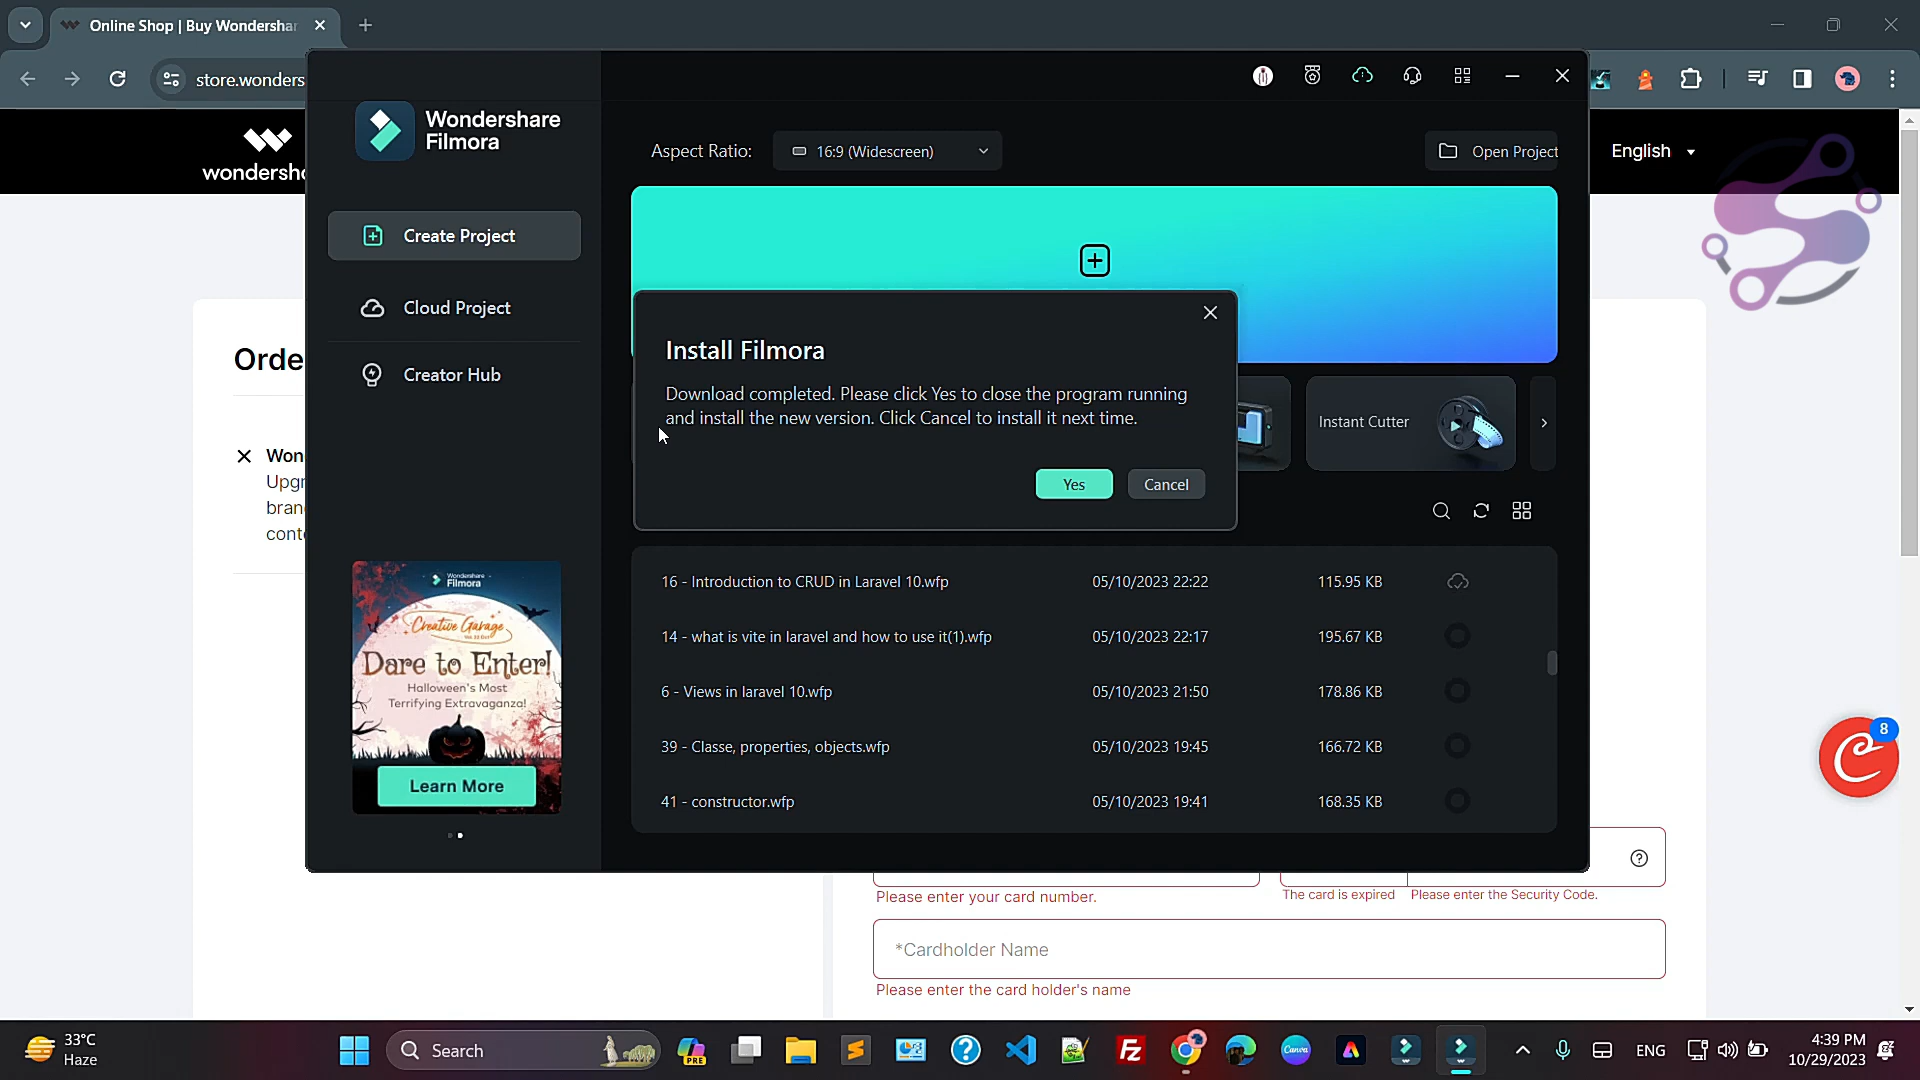 Online Shop | Buy Wondershar
store.wonders
wondersh
English
Orde
Won
Upgr
bran
cont
Wondershare
Filmora
Create Project
Cloud Project
Creator Hub
Wondershare
Filmora
Creative Garage
Dare to Enter!
Halloween's Most
Terrifying Extravaganza!
Learn More
Aspect Ratio:
16:9 (Widescreen)
Open Project
Install Filmora
Download completed. Please click Yes to close the program running
and install the new version. Click Cancel to install it next time.
Yes
Cancel
Instant Cutter
16 - Introduction to CRUD in Laravel 10.wfp 05/10/2023 22:22 115.95 KB
14 - what is vite in laravel and how to use it(1).wfp 05/10/2023 22:17 195.67 KB
6 - Views in laravel 10.wfp 05/10/2023 21:50 178.86 KB
39 - Classe, properties, objects.wfp 05/10/2023 19:45 166.72 KB
41 - constructor.wfp 05/10/2023 19:41 168.35 KB
8
Please enter your card number.
The card is expired
Please enter the Security Code.
*Cardholder Name
Please enter the card holder's name
33°C
Haze
Search
PRE
Canva
FZ
ENG
4:39 PM
10/29/2023